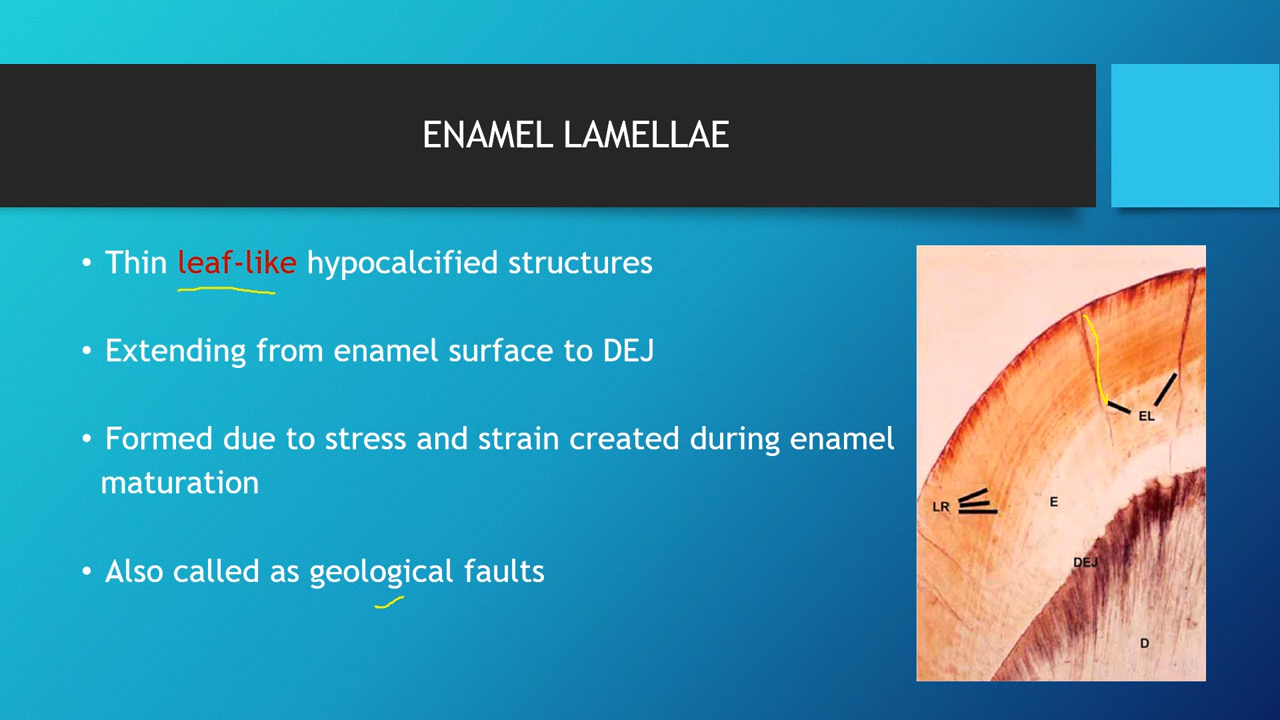 ENAMEL LAMELLAE
• Thin leaf-like hypocalcified structures
• Extending from enamel surface to DEJ
• Formed due to stress and strain created during enamel
maturation
• Also called as geological faults
EL
LR
E
DEJ
D